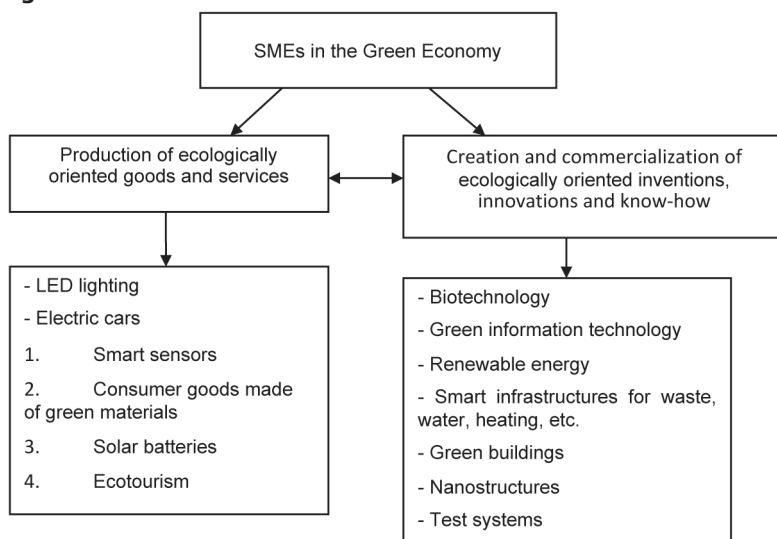 SMEs in the Green Economy
Production of ecologically
oriented goods and services
Creation and commercialization of
ecologically oriented inventions,
innovations and know-how
- LED lighting
- Electric cars
1. Smart sensors
2. Consumer goods made
of green materials
3. Solar batteries
4. Ecotourism
- Biotechnology
- Green information technology
- Renewable energy
- Smart infrastructures for waste,
water, heating, etc.
- Green buildings
- Nanostructures
- Test systems